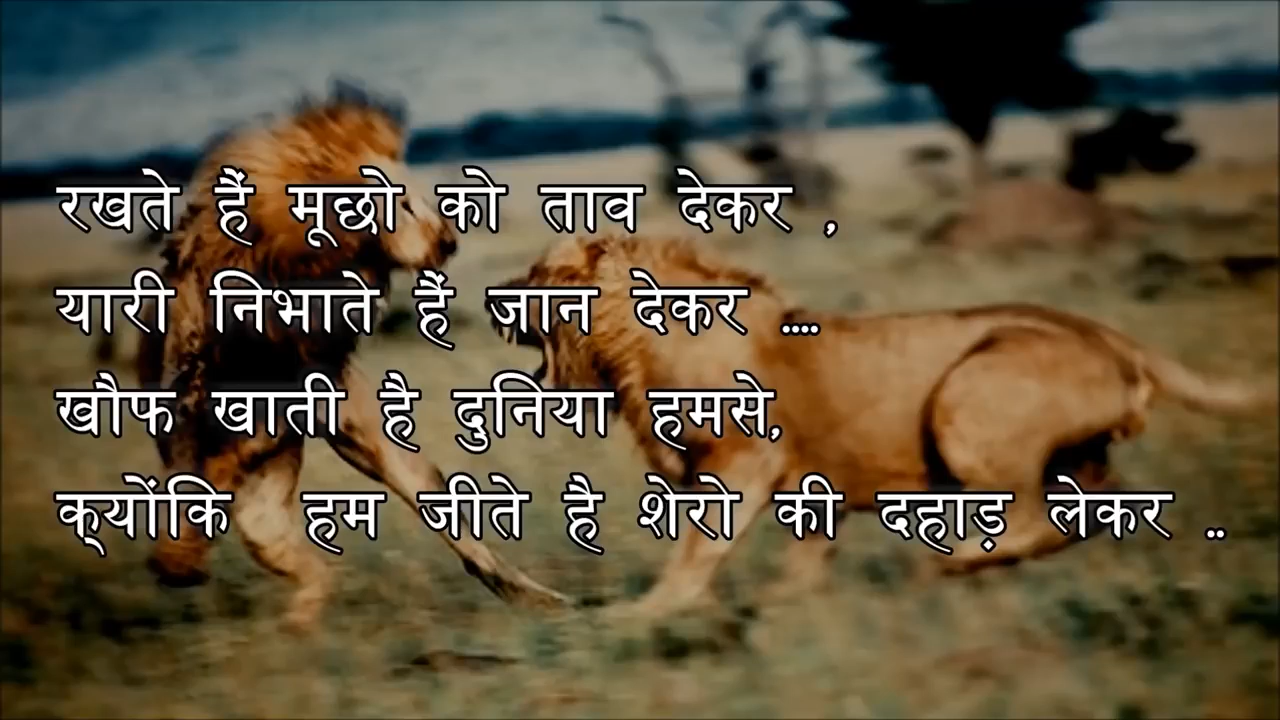 रखते हैं मूछो को ताव देकर ,
यारी निभाते हैं जान देकर ....
खौफ खाती है दुनिया हमसे,
क्योंकि हम जीते है शेरो की दहाड़ लेकर ..